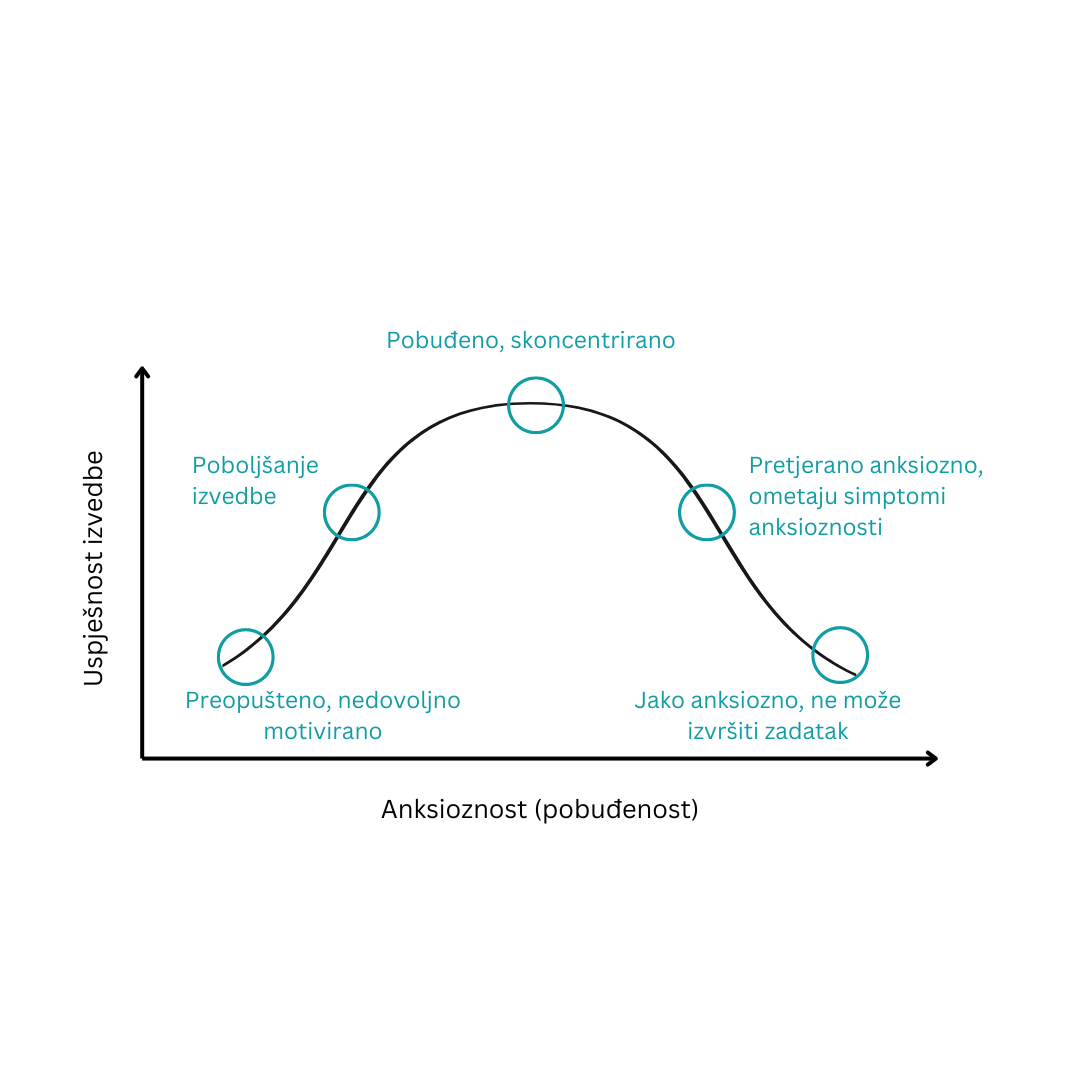 Pobuđeno, skoncentrirano
Poboljšanje
izvedbe
Pretjerano anksiozno,
ometaju simptomi
anksioznosti
Uspješnost izvedbe
Preopušteno, nedovoljno
motivirano
Jako anksiozno, ne može
izvršiti zadatak
Anksioznost (pobuđenost)